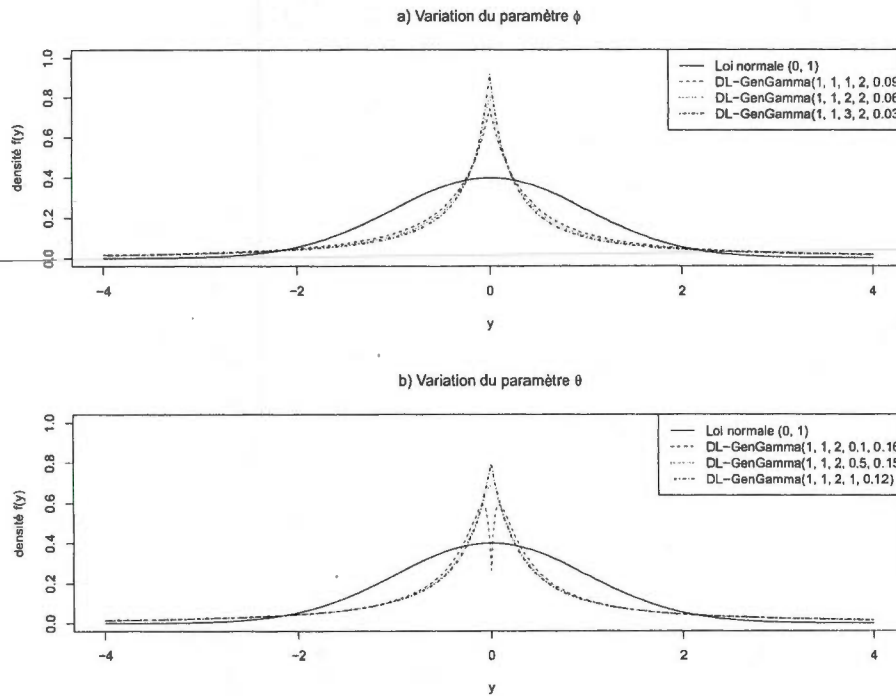 a) Variation du paramètre ϕ
densité f(y)
1.0
0.8
0.6
0.4
0.2
0.0
Loi normale (0, 1)
DL−GenGamma(1, 1, 1, 2, 0.09
DL−GenGamma(1, 1, 2, 2, 0.06
DL−GenGamma(1, 1, 3, 2, 0.03
−4
−2
0
2
4
y
b) Variation du paramètre θ
densité f(y)
1.0
0.8
0.6
0.4
0.2
0.0
Loi normale (0, 1)
DL−GenGamma(1, 1, 2, 0.1, 0.16
DL−GenGamma(1, 1, 2, 0.5, 0.15
DL−GenGamma(1, 1, 2, 1, 0.12)
−4
−2
0
2
4
y